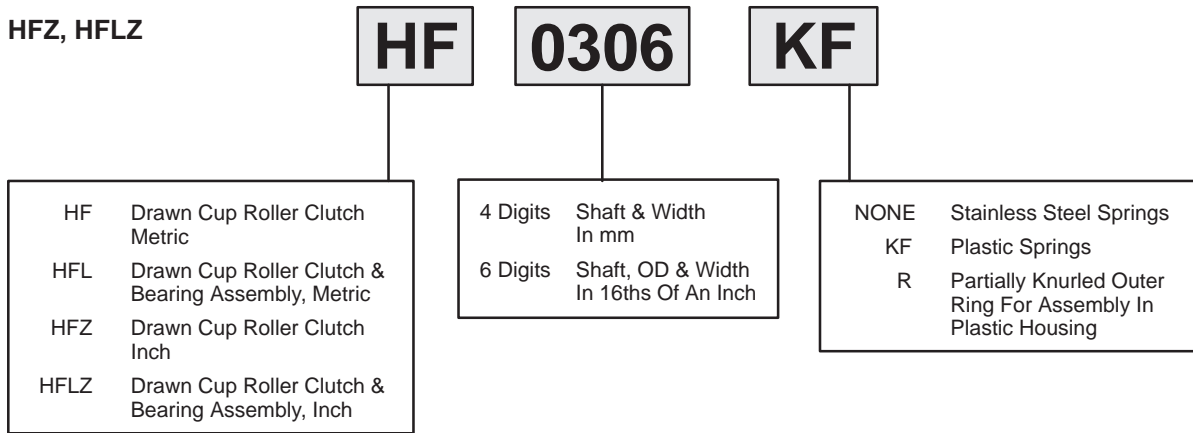 HFZ, HFLZ
HF 0306 KF
HF Drawn Cup Roller Clutch
Metric
HFL Drawn Cup Roller Clutch &
Bearing Assembly, Metric
HFZ Drawn Cup Roller Clutch
Inch
HFLZ Drawn Cup Roller Clutch &
Bearing Assembly, Inch
4 Digits Shaft & Width
In mm
6 Digits Shaft, OD & Width
In 16ths Of An Inch
NONE Stainless Steel Springs
KF Plastic Springs
R Partially Knurled Outer
Ring For Assembly In
Plastic Housing